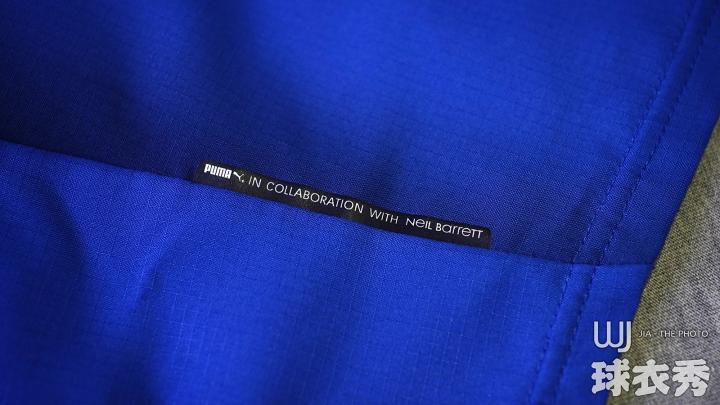 PUMA IN COLLABORATION WITH NEIL BARRETT
WJ JIA - THE PHOTO
球衣秀